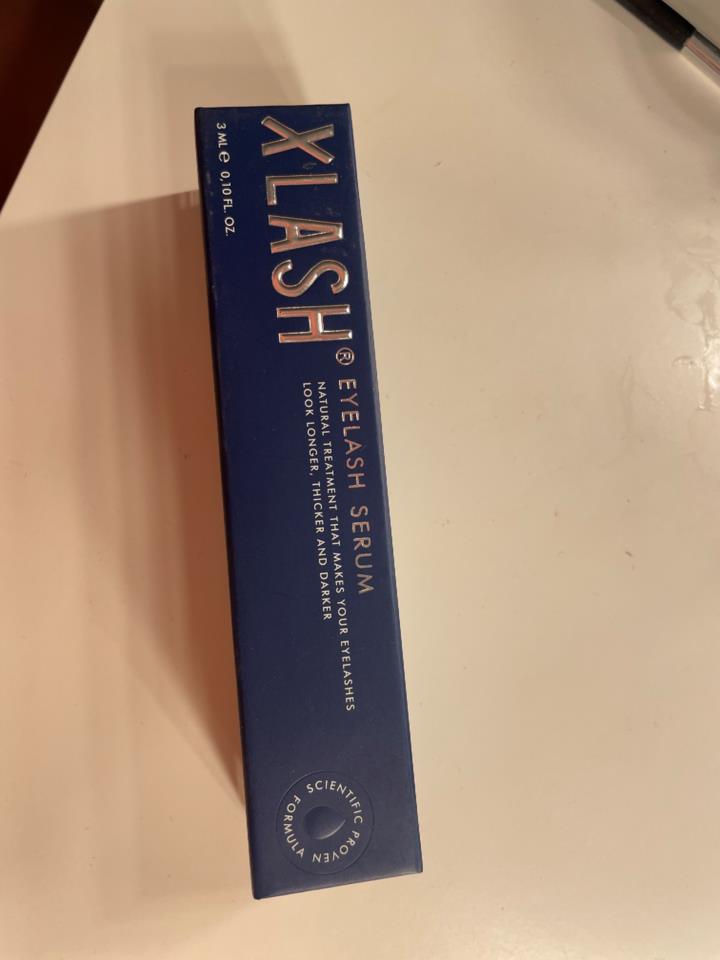 XLASH®
EYELASH SERUM
NATURAL TREATMENT THAT MAKES YOUR EYELASHES
LOOK LONGER, THICKER AND DARKER
3 ML ℮ 0,10 FL. OZ.
SCIENTIFIC PROVEN FORMULA